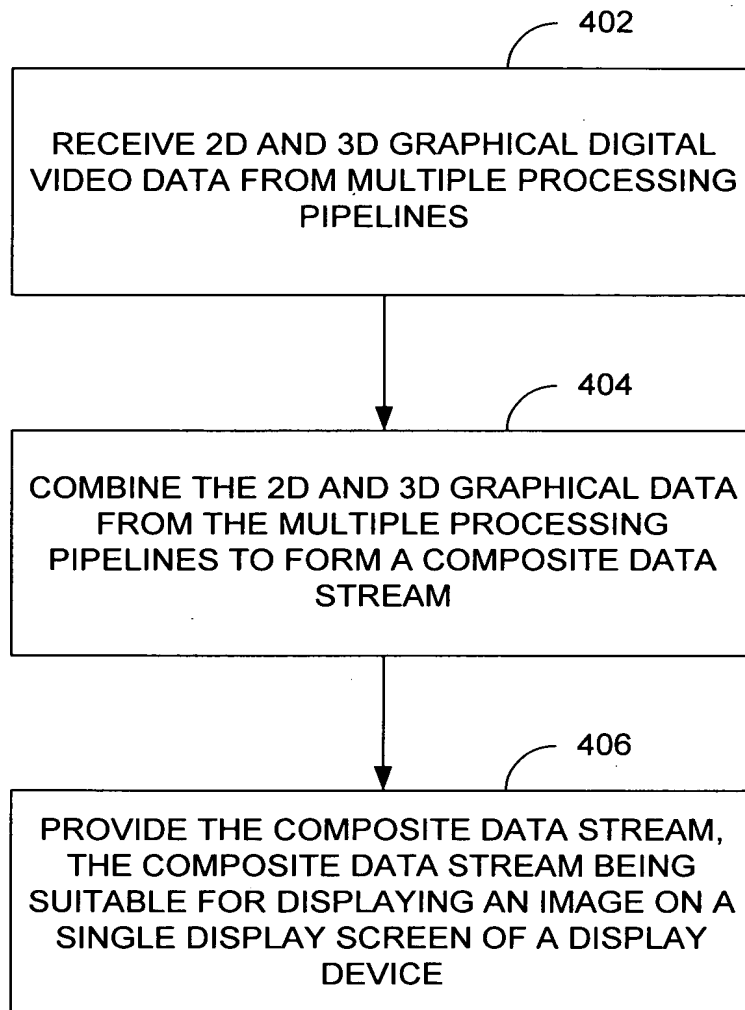 402
RECEIVE 2D AND 3D GRAPHICAL DIGITAL
VIDEO DATA FROM MULTIPLE PROCESSING
PIPELINES
404
COMBINE THE 2D AND 3D GRAPHICAL DATA
FROM THE MULTIPLE PROCESSING
PIPELINES TO FORM A COMPOSITE DATA
STREAM
406
PROVIDE THE COMPOSITE DATA STREAM,
THE COMPOSITE DATA STREAM BEING
SUITABLE FOR DISPLAYING AN IMAGE ON A
SINGLE DISPLAY SCREEN OF A DISPLAY
DEVICE